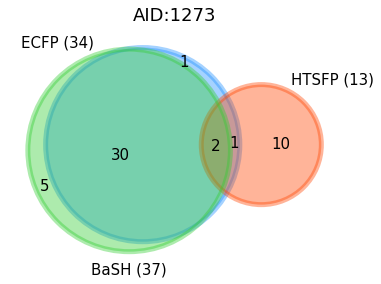 AID:1273
ECFP (34)
1
HTSFP (13)
30
2
1
10
5
BaSH (37)